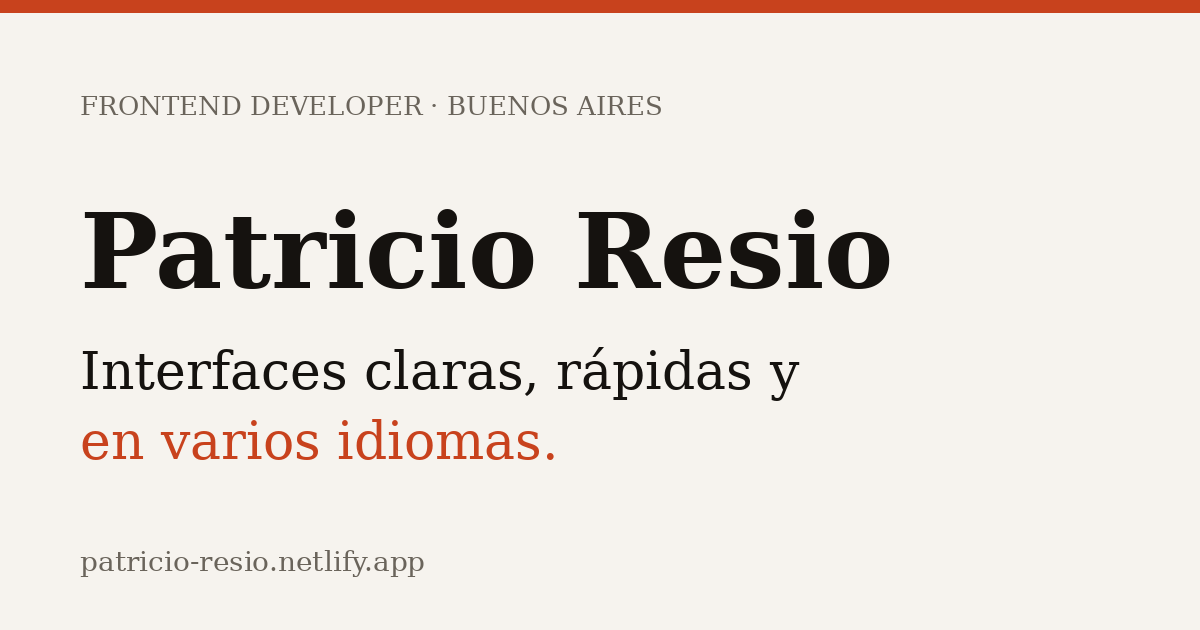 FRONTEND DEVELOPER · BUENOS AIRES
Patricio Resio
Interfaces claras, rápidas y
en varios idiomas.
patricio-resio.netlify.app